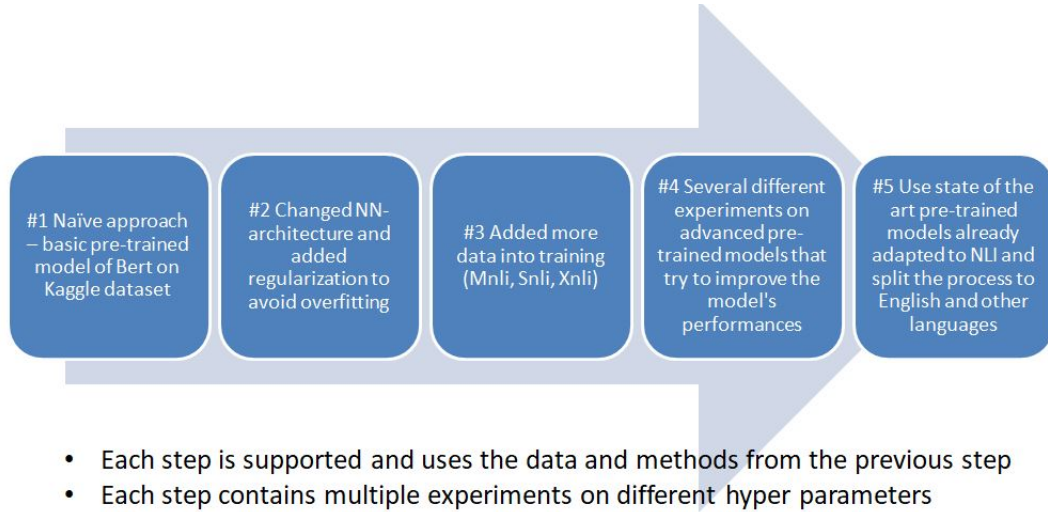 #1 Naïve approach
– basic pre-trained
model of Bert on
Kaggle dataset
#2 Changed NN-
architecture and
added
regularization to
avoid overfitting
#3 Added more
data into training
(Mnli, Snli, Xnli)
#4 Several different
experiments on
advanced pre-
trained models that
try to improve the
model's
performances
#5 Use state of the
art pre-trained
models already
adapted to NLI and
split the process to
English and other
languages
• Each step is supported and uses the data and methods from the previous step
• Each step contains multiple experiments on different hyper parameters